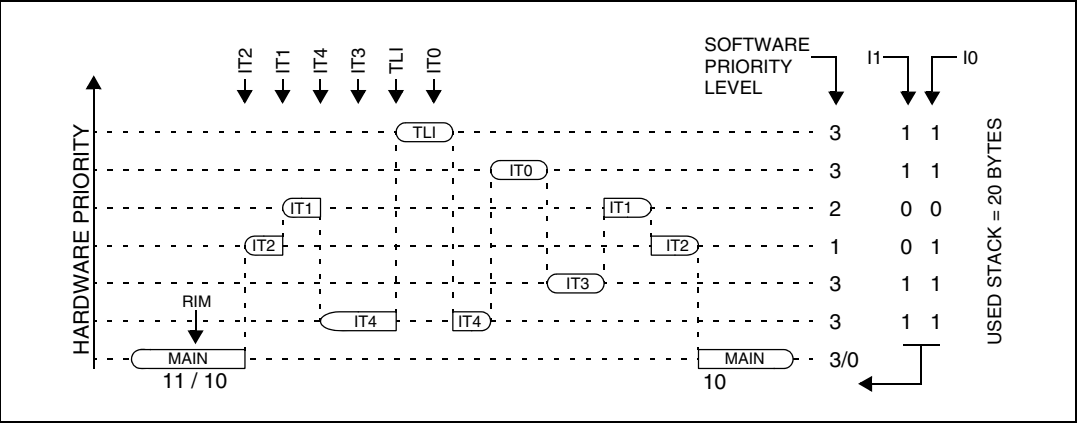 IT2 IT1 IT4 IT3 TLI IT0
SOFTWARE
PRIORITY
LEVEL
I1 I0
HARDWARE PRIORITY
USED STACK = 20 BYTES
TLI 3 1 1
IT0 3 1 1
IT1 IT1 2 0 0
IT2 IT2 1 0 1
IT3 3 1 1
RIM
IT4 IT4 3 1 1
MAIN MAIN 3/0
11 / 10 10